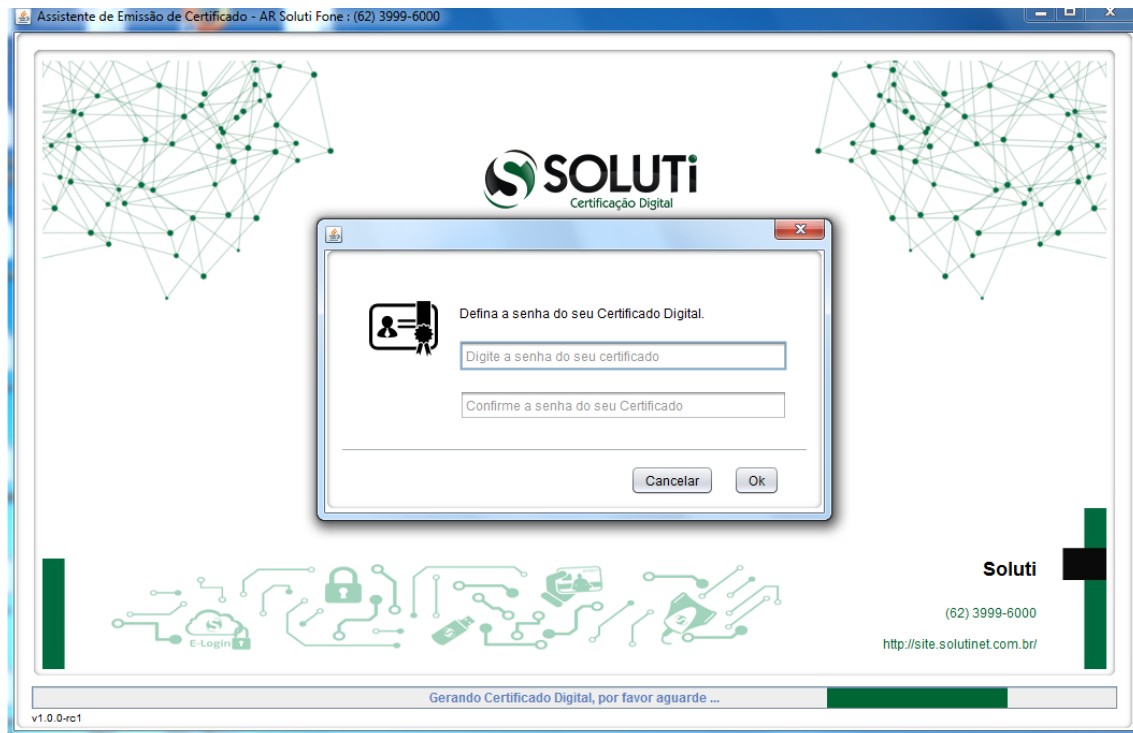 Assistente de Emissão de Certificado - AR Soluti Fone : (62) 3999-6000
SOLUTi
Certificação Digital
Defina a senha do seu Certificado Digital.
Digite a senha do seu certificado
Confirme a senha do seu Certificado
Cancelar Ok
E-Login
Soluti
(62) 3999-6000
http://site.solutinet.com.br/
Gerando Certificado Digital, por favor aguarde ...
v1.0.0-rc1